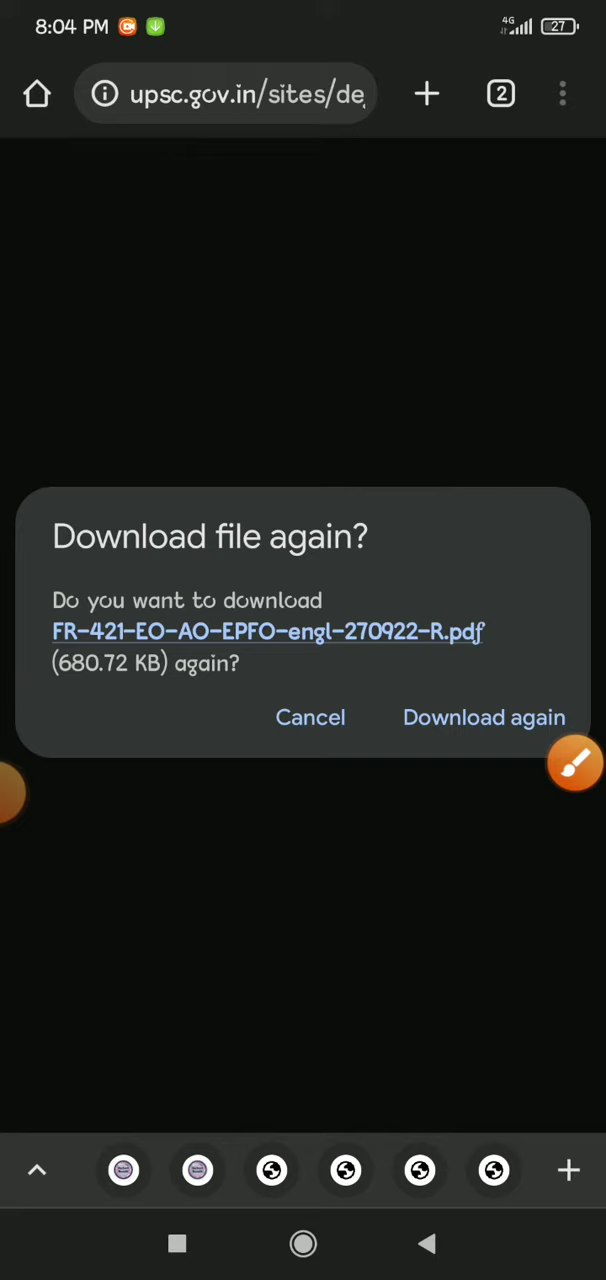 8:04 PM
4G
27
upsc.gov.in/sites/de
2
Download file again?
Do you want to download
FR-421-EO-AO-EPFO-engl-270922-R.pdf
(680.72 KB) again?
Cancel
Download again